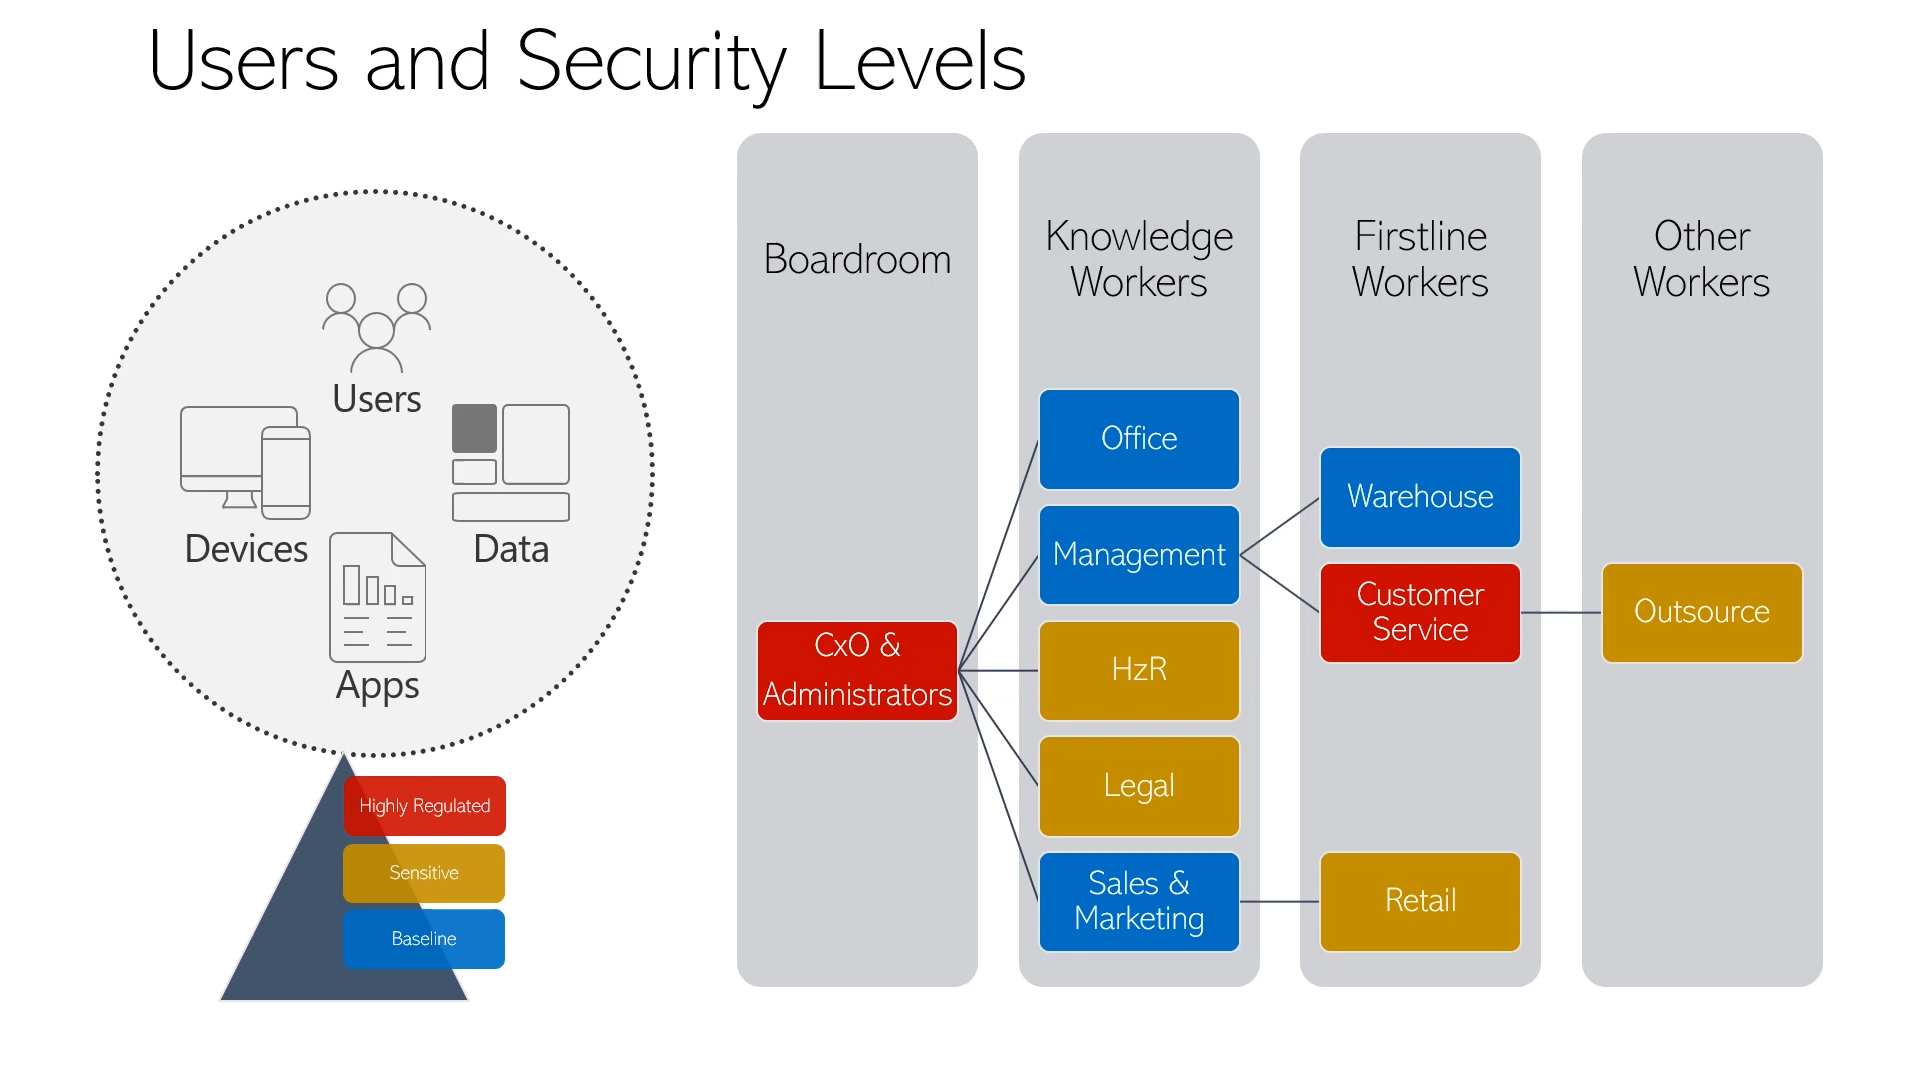 Users and Security Levels
Users
Devices
Data
Apps
Highly Regulated
Sensitive
Baseline
Boardroom
CxO &
Administrators
Knowledge
Workers
Office
Management
HzR
Legal
Sales &
Marketing
Firstline
Workers
Warehouse
Customer
Service
Retail
Other
Workers
Outsource